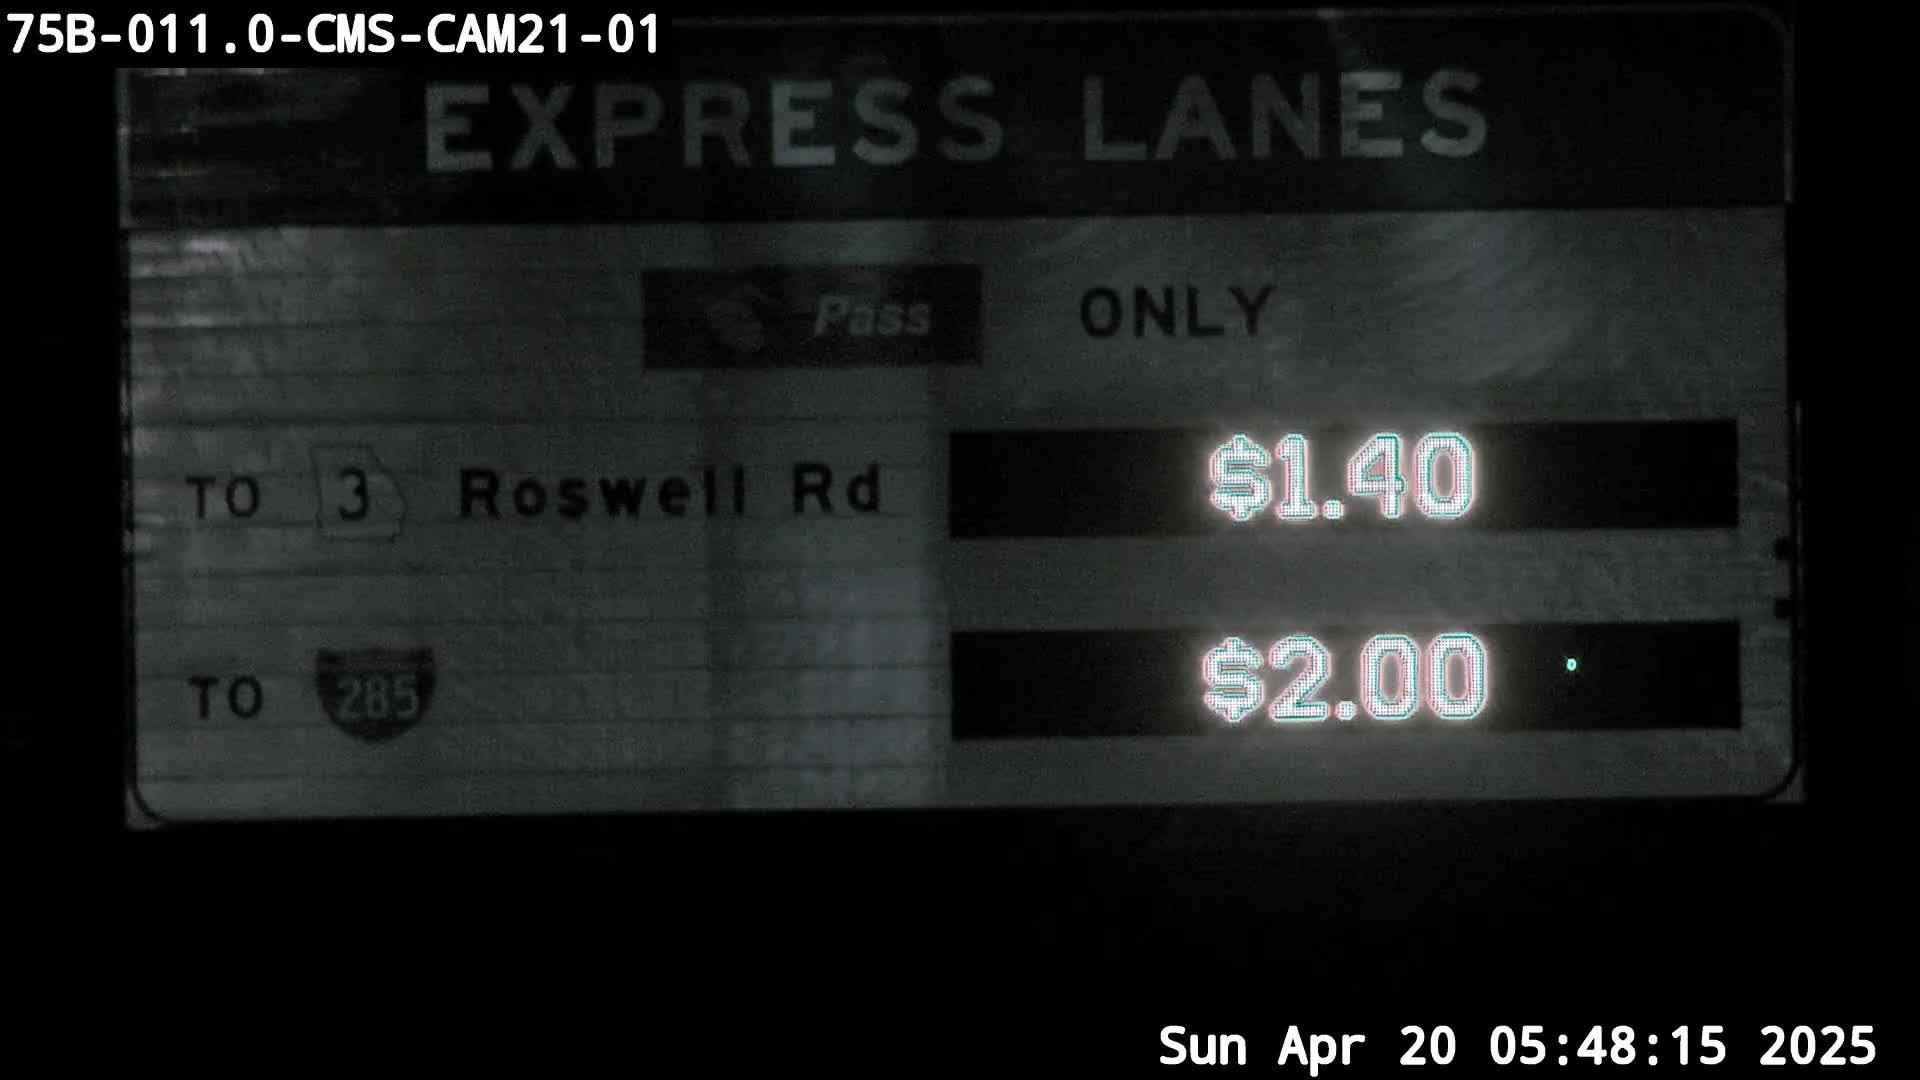 75B-011.0-CMS-CAM21-01
EXPRESS LANES
Pass ONLY
TO 3 Roswell Rd $1.40
TO 285 $2.00
Sun Apr 20 05:48:15 2025